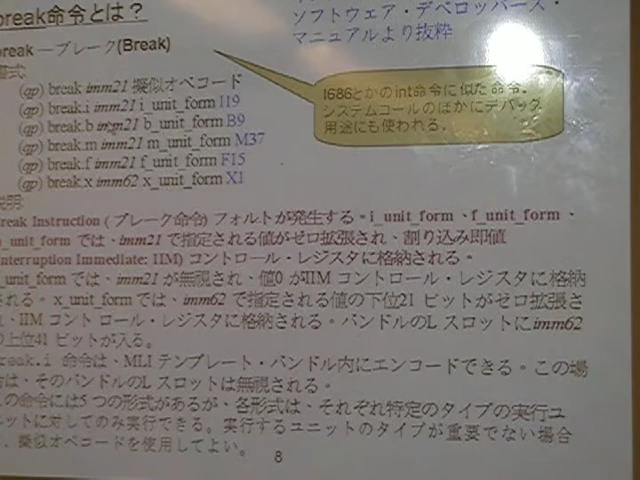 break命令とは?
ソフトウェア・デベロッパーズ・
マニュアルより抜粋
break ―ブレーク(Break)
(qp) break imm21 擬似オペコード
(qp) break.i imm21 i_unit_form I19
(qp) break.b imm21 b_unit_form B9
(qp) break.m imm21 m_unit_form M37
(qp) break.f imm21 f_unit_form F15
(qp) break.x imm62 x_unit_form X1
I686とかのint命令に似た命令。
システムコールのほかにデバッグ
用途にも使われる。
説明:
Break Instruction (ブレーク命令) フォルトが発生する。i_unit_form 、f_unit_form 、
m_unit_form では、imm21 で指定される値がゼロ拡張され、割り込み即値
(Interruption Immediate: IIM) コントロール・レジスタに格納される。
_unit_form では、imm21 が無視され、値0 がIIM コントロール・レジスタに格納
される。x_unit_form では、imm62 で指定される値の下位21 ビットがゼロ拡張さ
れ、IIM コントロール・レジスタに格納される。バンドルのL スロットにimm62
の上位41 ビットが入る。
break.i 命令は、MLI テンプレート・バンドル内にエンコードできる。この場
合は、そのバンドルのL スロットは無視される。
この命令には5 つの形式があるが、各形式は、それぞれ特定のタイプの実行ユ
ニットに対してのみ実行できる。実行するユニットのタイプが重要でない場合
は、擬似オペコードを使用してよい。
8